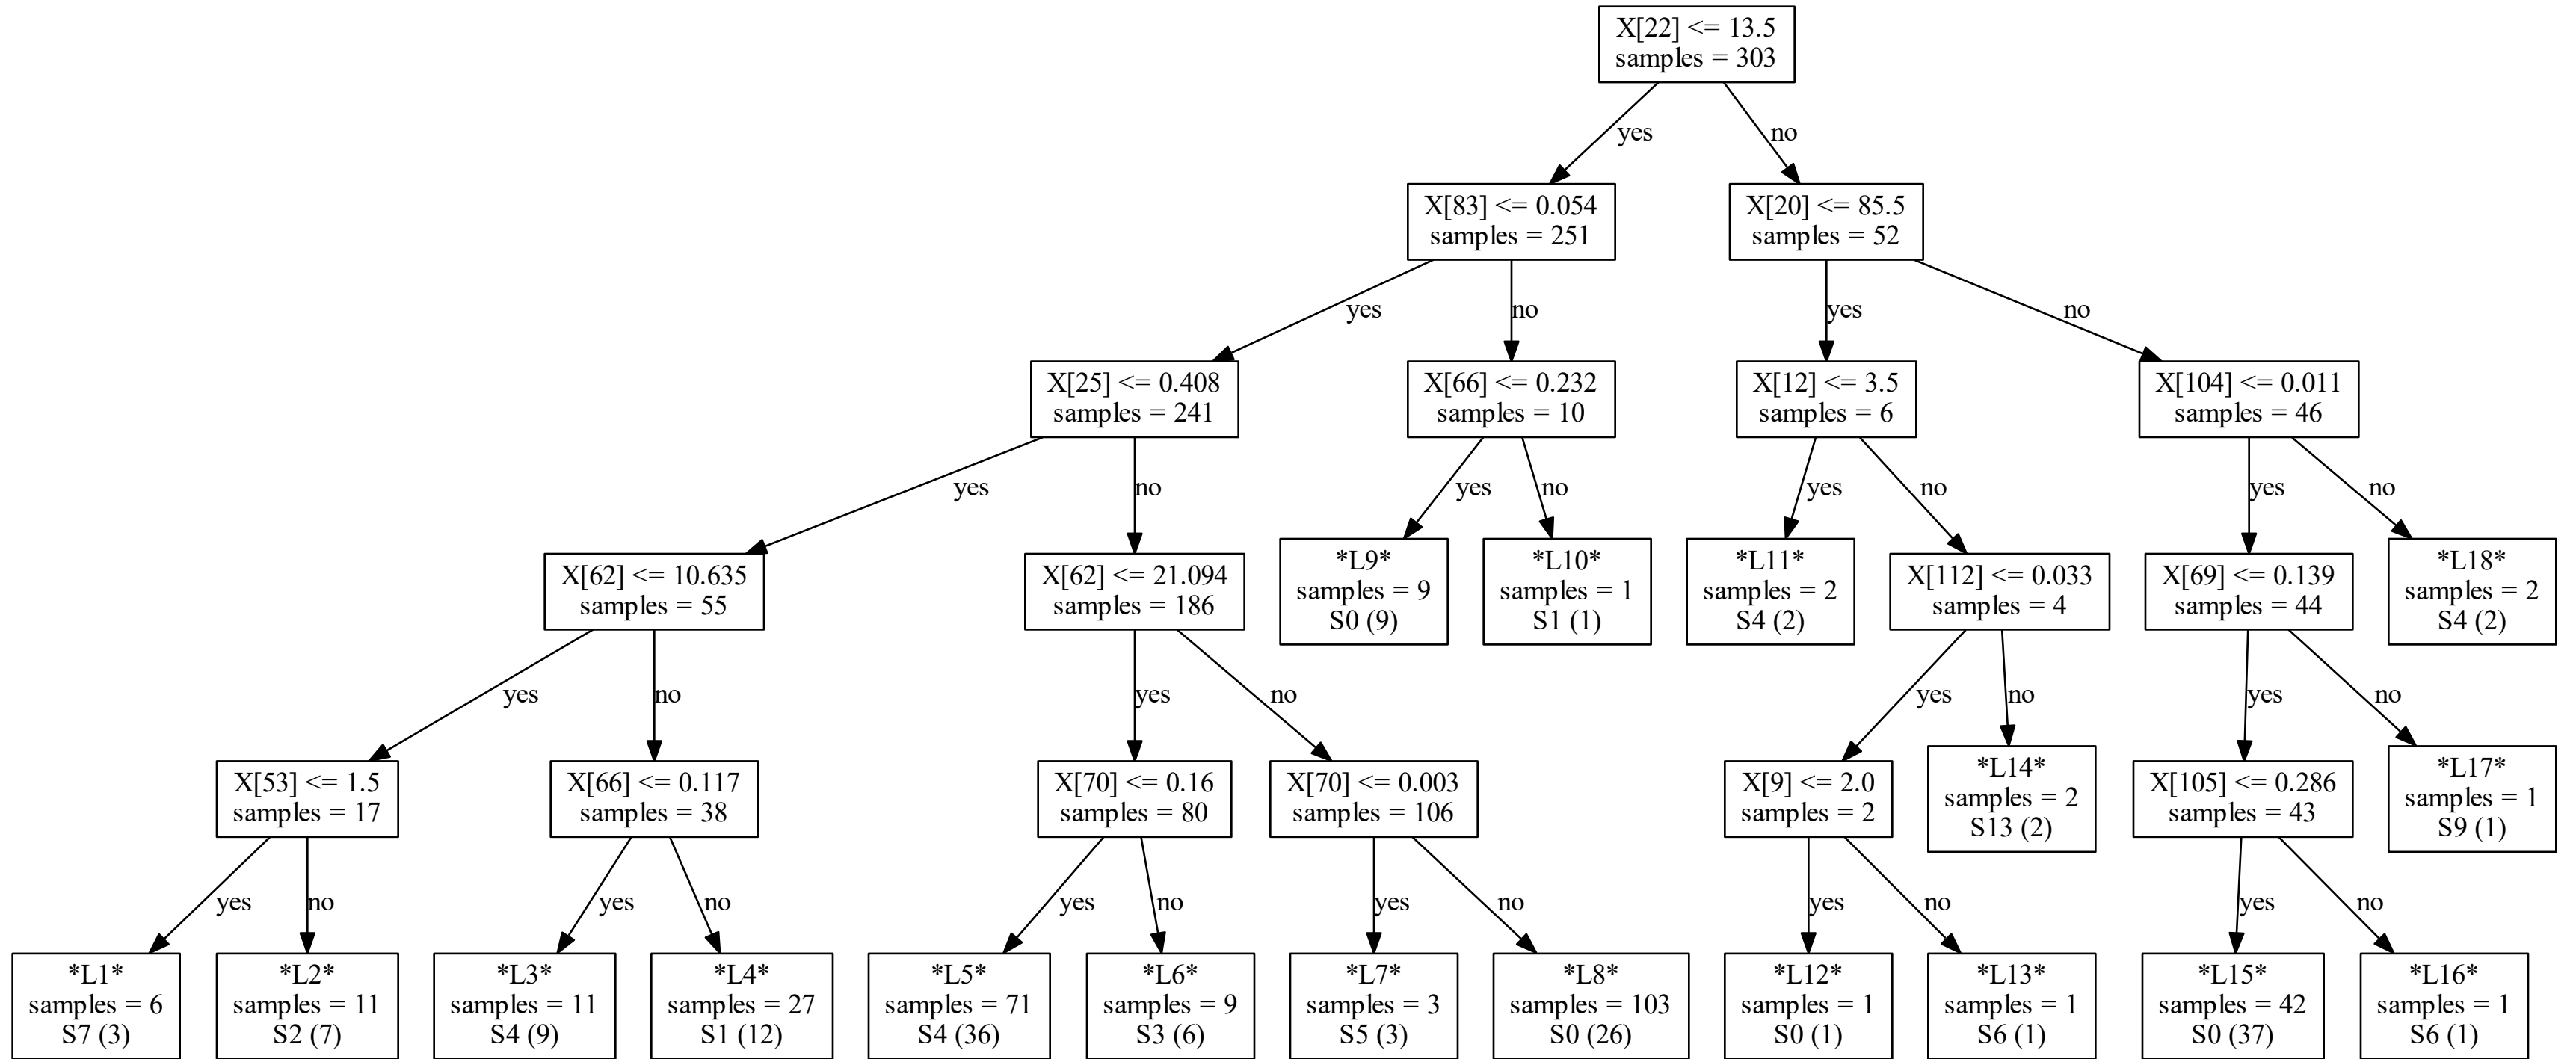 X[22] <= 13.5
samples = 303
yes
no
X[83] <= 0.054
samples = 251
X[20] <= 85.5
samples = 52
yes
no
yes
no
X[25] <= 0.408
samples = 241
X[66] <= 0.232
samples = 10
X[12] <= 3.5
samples = 6
X[104] <= 0.011
samples = 46
yes
no
yes
no
yes
no
yes
no
X[62] <= 10.635
samples = 55
X[62] <= 21.094
samples = 186
*L9*
samples = 9
S0 (9)
*L10*
samples = 1
S1 (1)
*L11*
samples = 2
S4 (2)
X[112] <= 0.033
samples = 4
X[69] <= 0.139
samples = 44
*L18*
samples = 2
S4 (2)
yes
no
yes
no
yes
no
yes
no
X[53] <= 1.5
samples = 17
X[66] <= 0.117
samples = 38
X[70] <= 0.16
samples = 80
X[70] <= 0.003
samples = 106
X[9] <= 2.0
samples = 2
*L14*
samples = 2
S13 (2)
X[105] <= 0.286
samples = 43
*L17*
samples = 1
S9 (1)
yes
no
yes
no
yes
no
yes
no
yes
no
yes
no
*L1*
samples = 6
S7 (3)
*L2*
samples = 11
S2 (7)
*L3*
samples = 11
S4 (9)
*L4*
samples = 27
S1 (12)
*L5*
samples = 71
S4 (36)
*L6*
samples = 9
S3 (6)
*L7*
samples = 3
S5 (3)
*L8*
samples = 103
S0 (26)
*L12*
samples = 1
S0 (1)
*L13*
samples = 1
S6 (1)
*L15*
samples = 42
S0 (37)
*L16*
samples = 1
S6 (1)